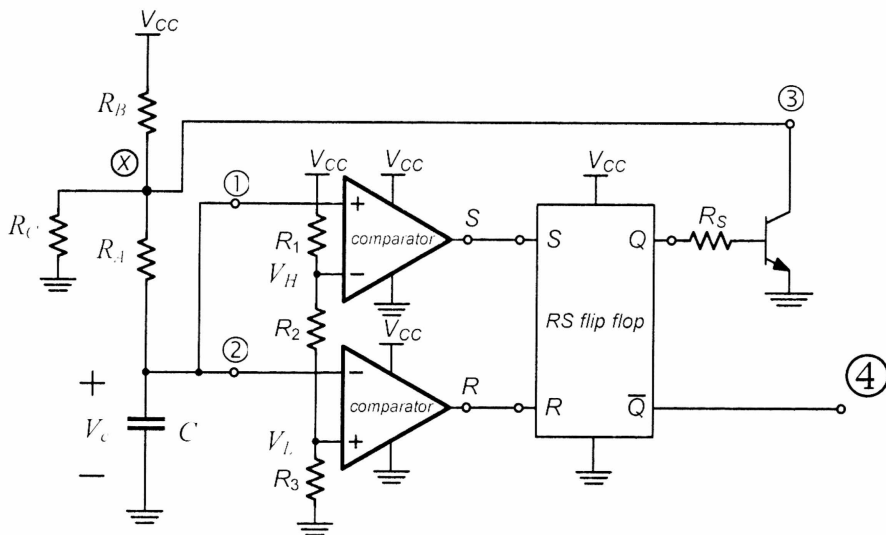 V_CC
R_B
③
Ⓧ
①
V_CC
V_CC
V_CC
R_C
R_A
R_1
+
comparator
−
S
S
Q
R_S
V_H
R_2
②
V_CC
RS flip flop
④
+
−
comparator
R
R
Q̅
V_c
C
V_L
+
−
R_3